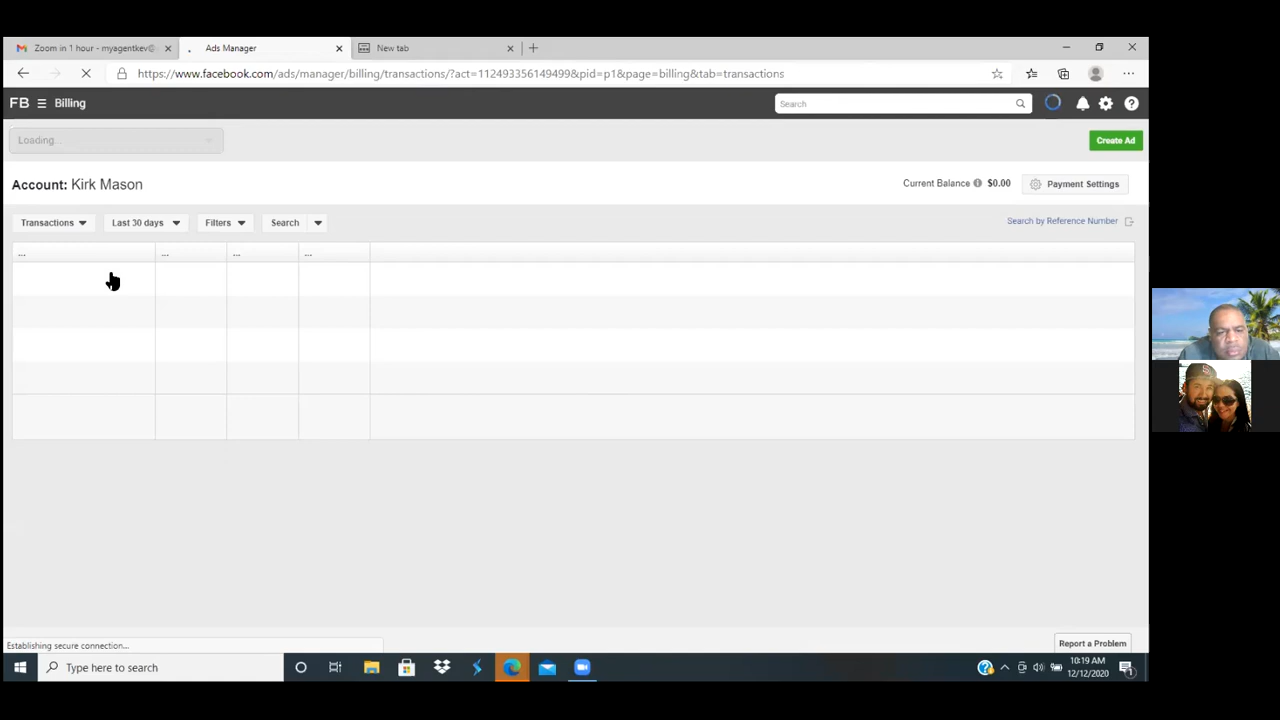 Zoom in 1 hour - myagentkev@
Ads Manager
New tab
https://www.facebook.com/ads/manager/billing/transactions/?act=112493356149499&pid=p1&page=billing&tab=transactions
FB ☰ Billing
Search
Loading...
Create Ad
Account: Kirk Mason
Current Balance $0.00
Payment Settings
Transactions
Last 30 days
Filters
Search
Search by Reference Number
... ... ... ...
Establishing secure connection...
Report a Problem
Type here to search
10:19 AM
12/12/2020